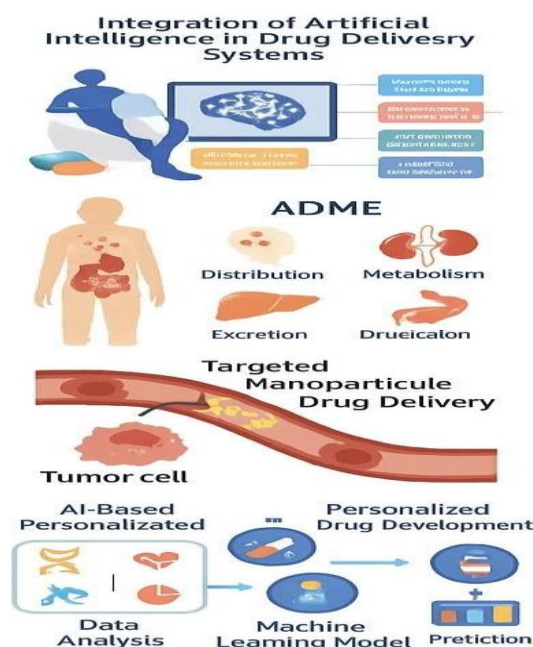 Integration of Artificial
Intelligence in Drug Delivesry
Systems
ADME
Distribution
Metabolism
Excretion
Drueicalon
Targeted
Manoparticule
Drug Delivery
Tumor cell
AI-Based
Personalizated
Personalized
Drug Development
Data
Analysis
Machine
Leaming Model
Pretiction